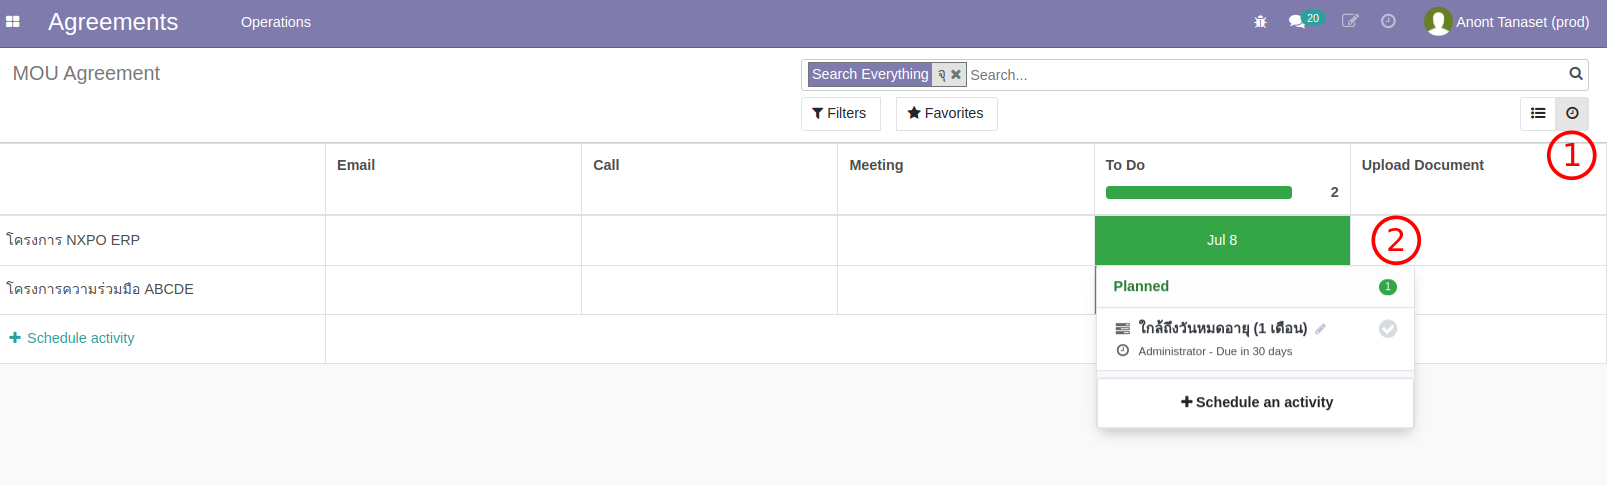 Agreements Operations 20 Anont Tanaset (prod)
MOU Agreement Search Everything จุ Search...
Filters Favorites
Email Call Meeting To Do Upload Document 1
2
โครงการ NXPO ERP Jul 8 2
โครงการความร่วมมือ ABCDE Planned 1
Schedule activity ใกล้ถึงวันหมดอายุ (1 เดือน)
Administrator - Due in 30 days
Schedule an activity